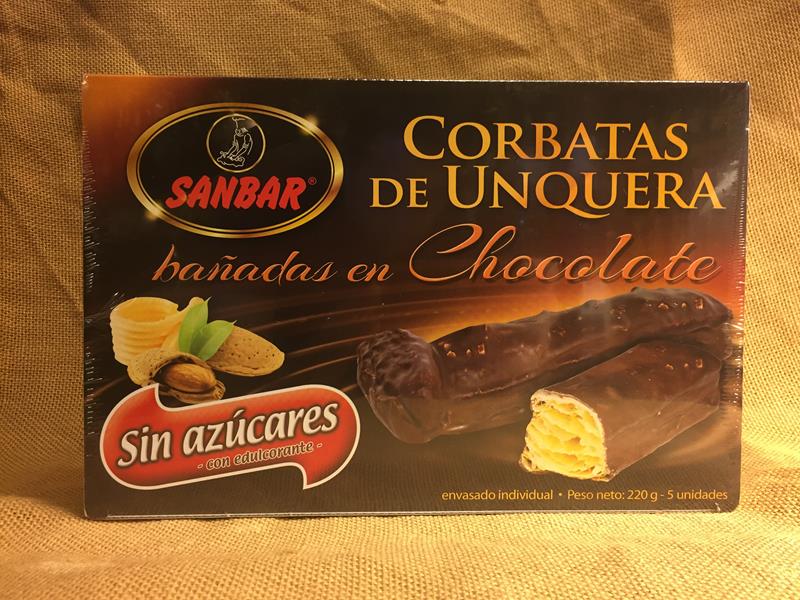 SANBAR®
CORBATAS
DE UNQUERA
bañadas en Chocolate
Sin azúcares
- con edulcorante -
envasado individual • Peso neto: 220 g - 5 unidades